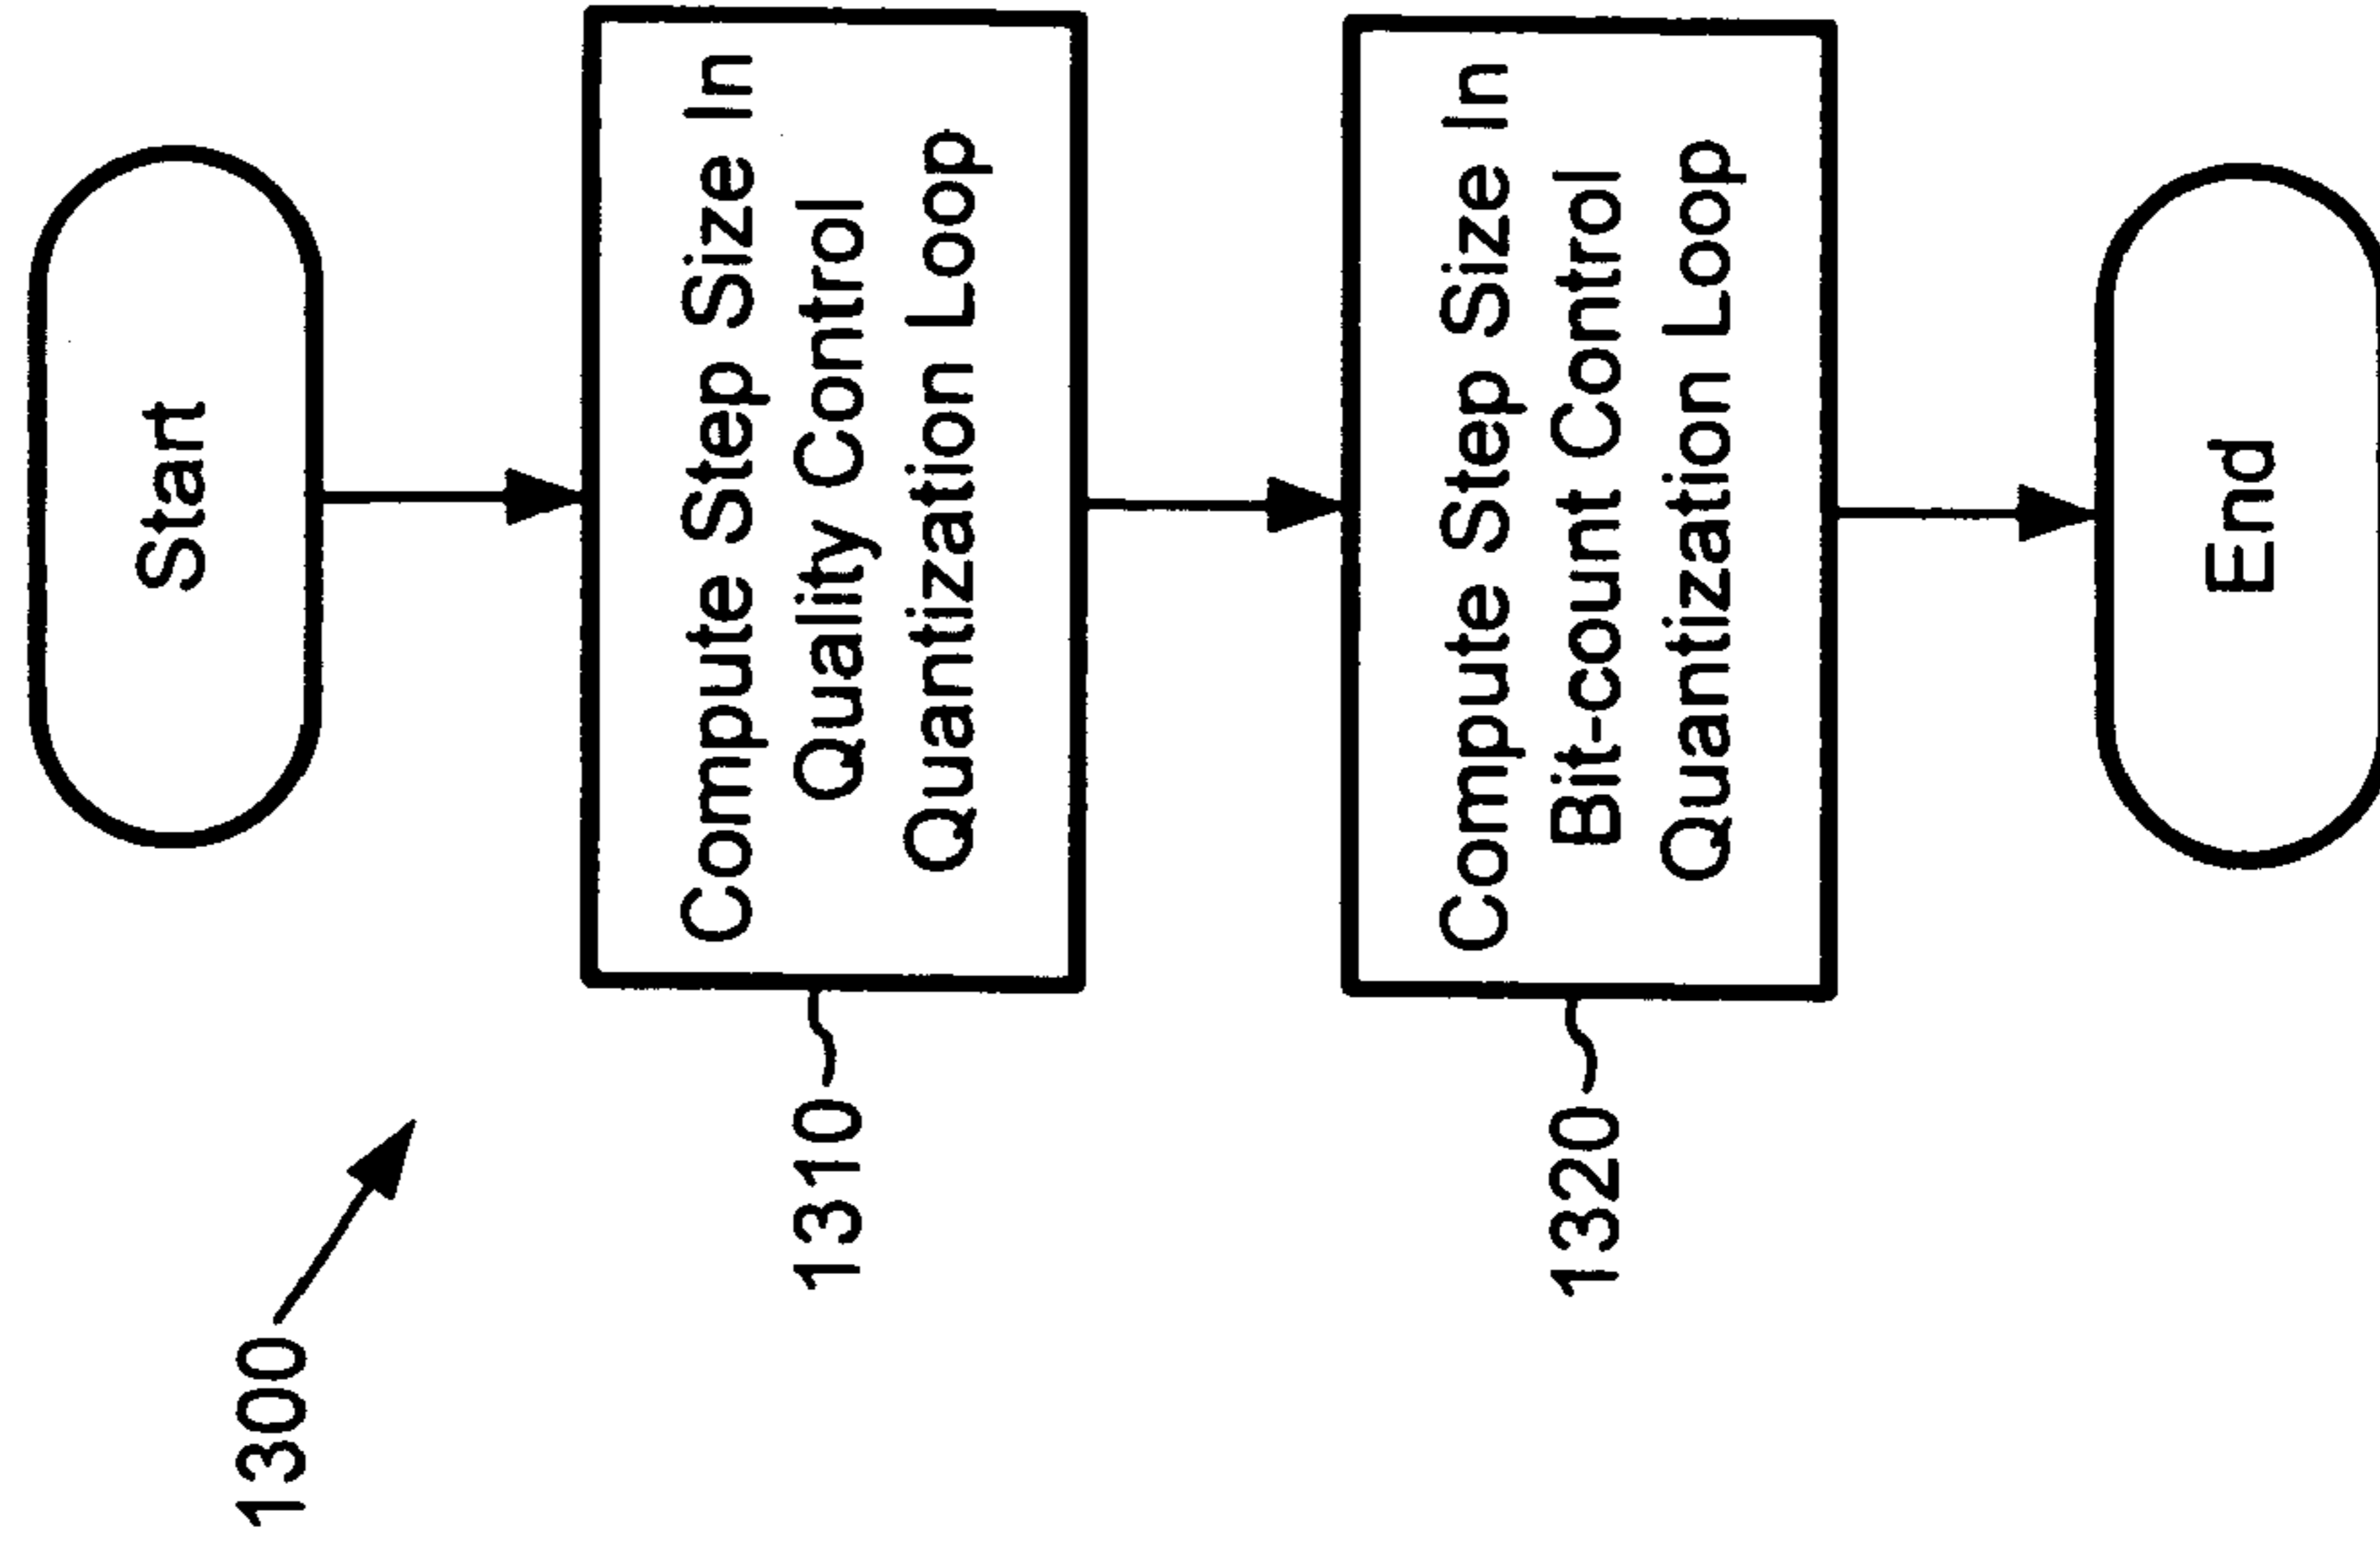 1300
Start
1310
Compute Step Size In
Quality Control
Quantization Loop
1320
Compute Step Size In
Bit-count Control
Quantization Loop
End